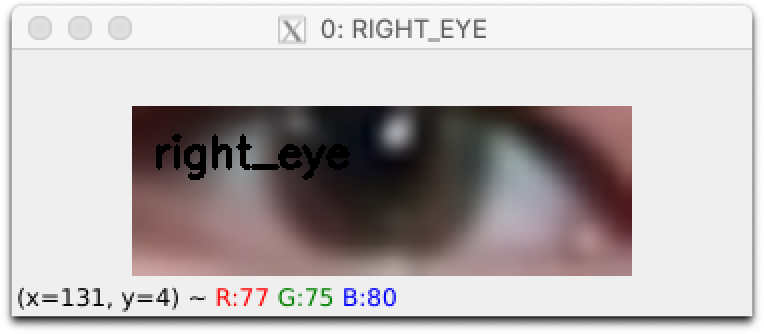 0: RIGHT_EYE
right_eye
(x=131, y=4) ~ R:77 G:75 B:80